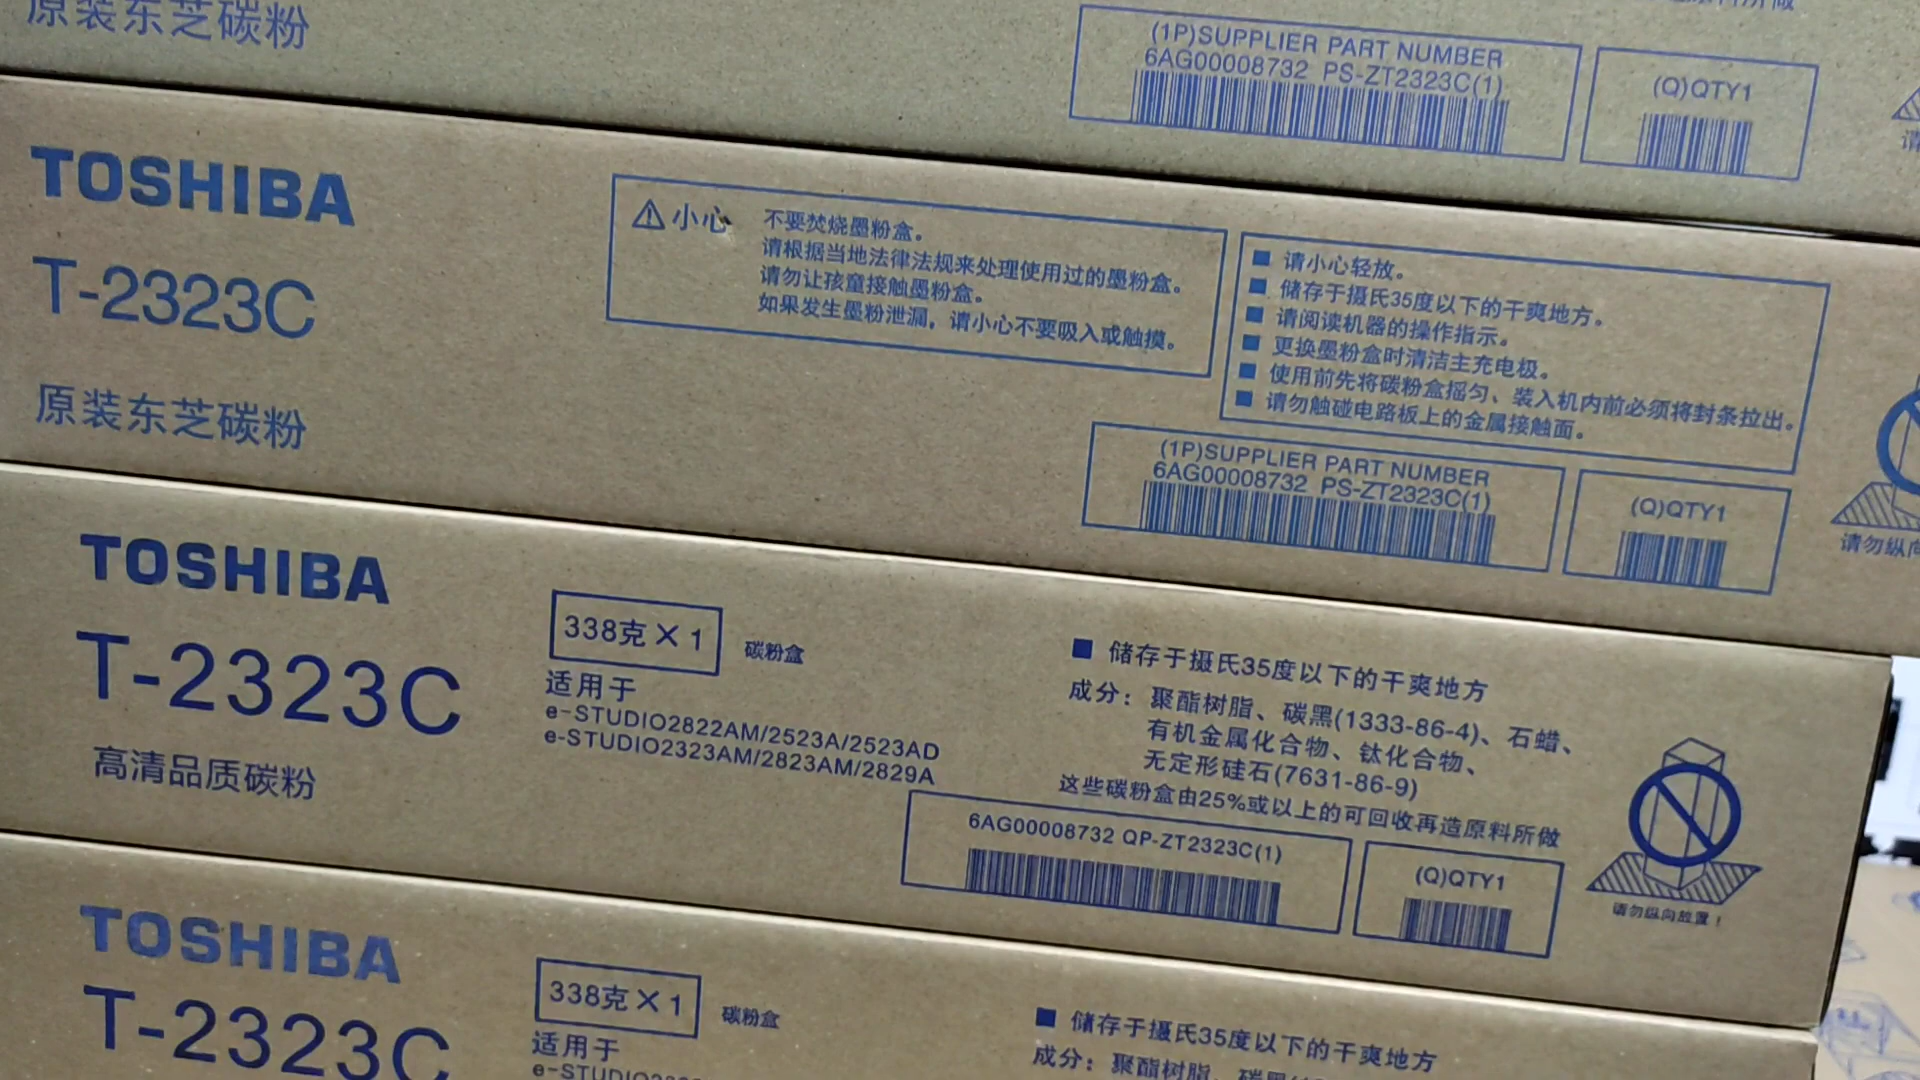 原装东芝碳粉
(1P)SUPPLIER PART NUMBER
6AG00008732 PS-ZT2323C(1)
(Q)QTY1
TOSHIBA
T-2323C
原装东芝碳粉
小心
不要焚烧墨粉盒。
请根据当地法律法规来处理使用过的墨粉盒。
请勿让孩童接触墨粉盒。
如果发生墨粉泄漏，请小心不要吸入或触摸。
■ 请小心轻放。
■ 储存于摄氏35度以下的干爽地方。
■ 请阅读机器的操作指示。
■ 更换墨粉盒时清洁主充电极。
■ 使用前先将碳粉盒摇匀、装入机内前必须将封条拉出。
■ 请勿触碰电路板上的金属接触面。
(1P)SUPPLIER PART NUMBER
6AG00008732 PS-ZT2323C(1)
(Q)QTY1
请勿纵向
TOSHIBA
T-2323C
高清品质碳粉
338克×1
碳粉盒
适用于
e-STUDIO2822AM/2523A/2523AD
e-STUDIO2323AM/2823AM/2829A
■ 储存于摄氏35度以下的干爽地方
成分：聚酯树脂、碳黑(1333-86-4)、石蜡、
有机金属化合物、钛化合物、
无定形硅石(7631-86-9)
这些碳粉盒由25%或以上的可回收再造原料所做
6AG00008732 QP-ZT2323C(1)
(Q)QTY1
请勿纵向放置！
TOSHIBA
T-2323C
338克×1
碳粉盒
适用于
■ 储存于摄氏35度以下的干爽地方
成分：聚酯树脂、碳黑